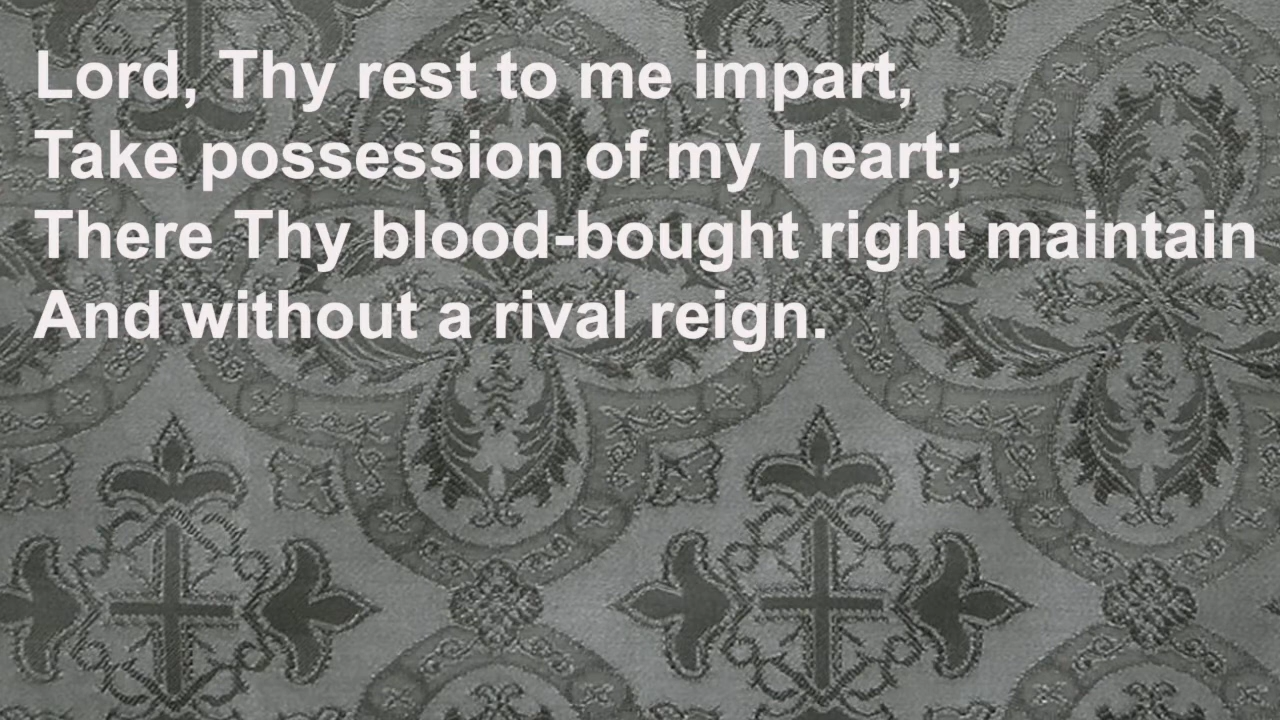 Lord, Thy rest to me impart,
Take possession of my heart;
There Thy blood-bought right maintain
And without a rival reign.